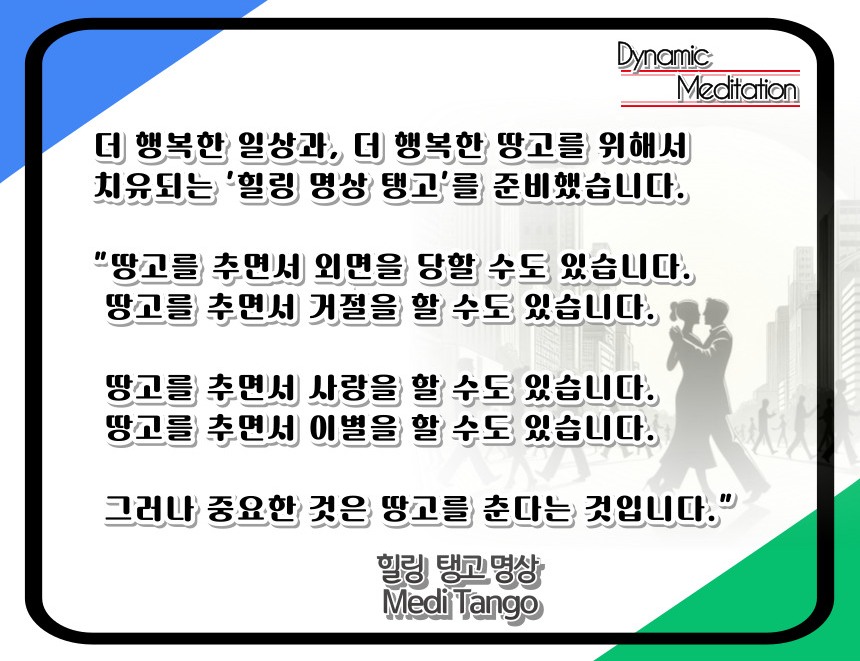 Dynamic
Meditation
더 행복한 일상과, 더 행복한 땅고를 위해서
치유되는 '힐링 명상 탱고'를 준비했습니다.
"땅고를 추면서 외면을 당할 수도 있습니다.
땅고를 추면서 거절을 할 수도 있습니다.
땅고를 추면서 사랑을 할 수도 있습니다.
땅고를 추면서 이별을 할 수도 있습니다.
그러나 중요한 것은 땅고를 춘다는 것입니다."
힐링 탱고 명상
Medi Tango